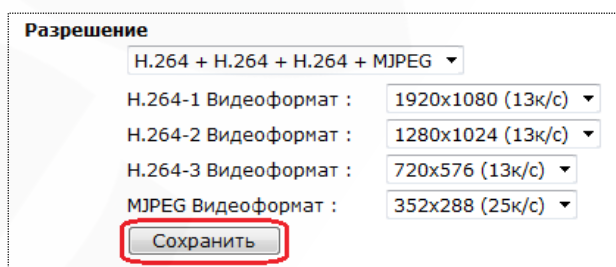 Разрешение
H.264 + H.264 + H.264 + MJPEG
H.264-1 Видеоформат : 1920x1080 (13к/с)
H.264-2 Видеоформат : 1280x1024 (13к/с)
H.264-3 Видеоформат : 720x576 (13к/с)
MJPEG Видеоформат : 352x288 (25к/с)
Сохранить